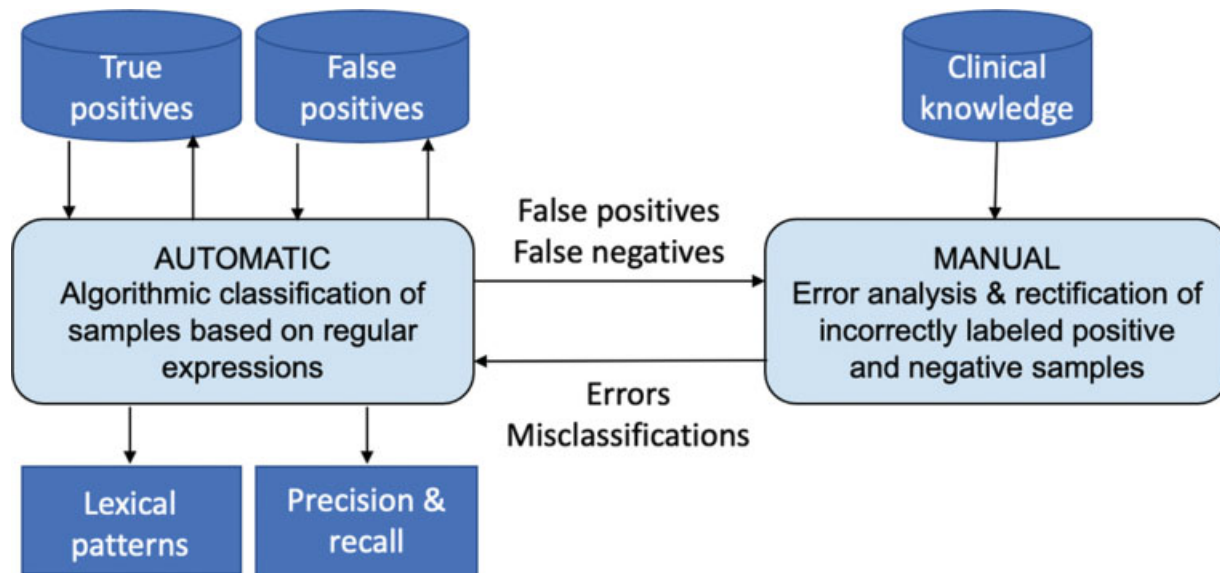 True
positives
False
positives
Clinical
knowledge
AUTOMATIC
Algorithmic classification of
samples based on regular
expressions
False positives
False negatives
MANUAL
Error analysis & rectification of
incorrectly labeled positive
and negative samples
Errors
Misclassifications
Lexical
patterns
Precision &
recall